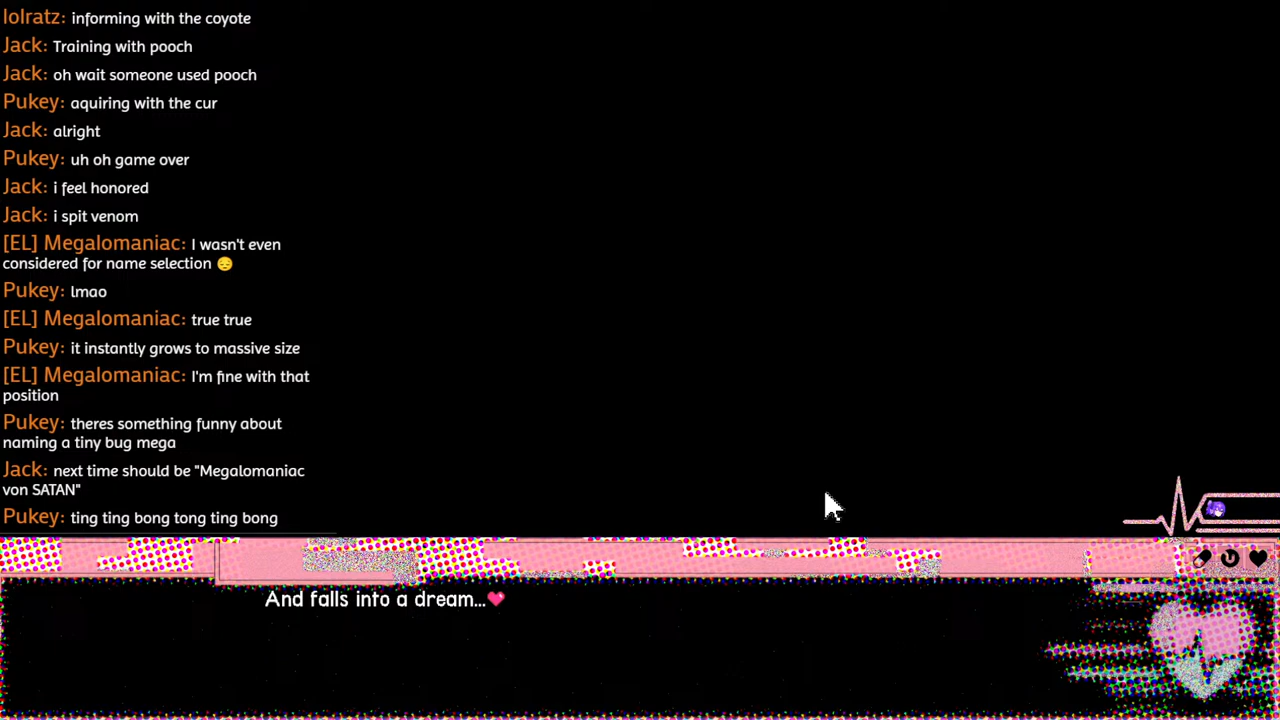 lolratz: informing with the coyote
Jack: Training with pooch
Jack: oh wait someone used pooch
Pukey: aquiring with the cur
Jack: alright
Pukey: uh oh game over
Jack: i feel honored
Jack: i spit venom
[EL] Megalomaniac: I wasn't even
considered for name selection 😔
Pukey: lmao
[EL] Megalomaniac: true true
Pukey: it instantly grows to massive size
[EL] Megalomaniac: I'm fine with that
position
Pukey: theres something funny about
naming a tiny bug mega
Jack: next time should be "Megalomaniac
von SATAN"
Pukey: ting ting bong tong ting bong
And falls into a dream...💗